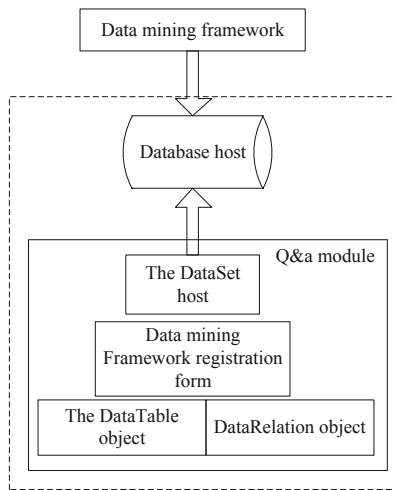 Data mining framework
Database host
Q&a module
The DataSet
host
Data mining
Framework registration
form
The DataTable
object
DataRelation object